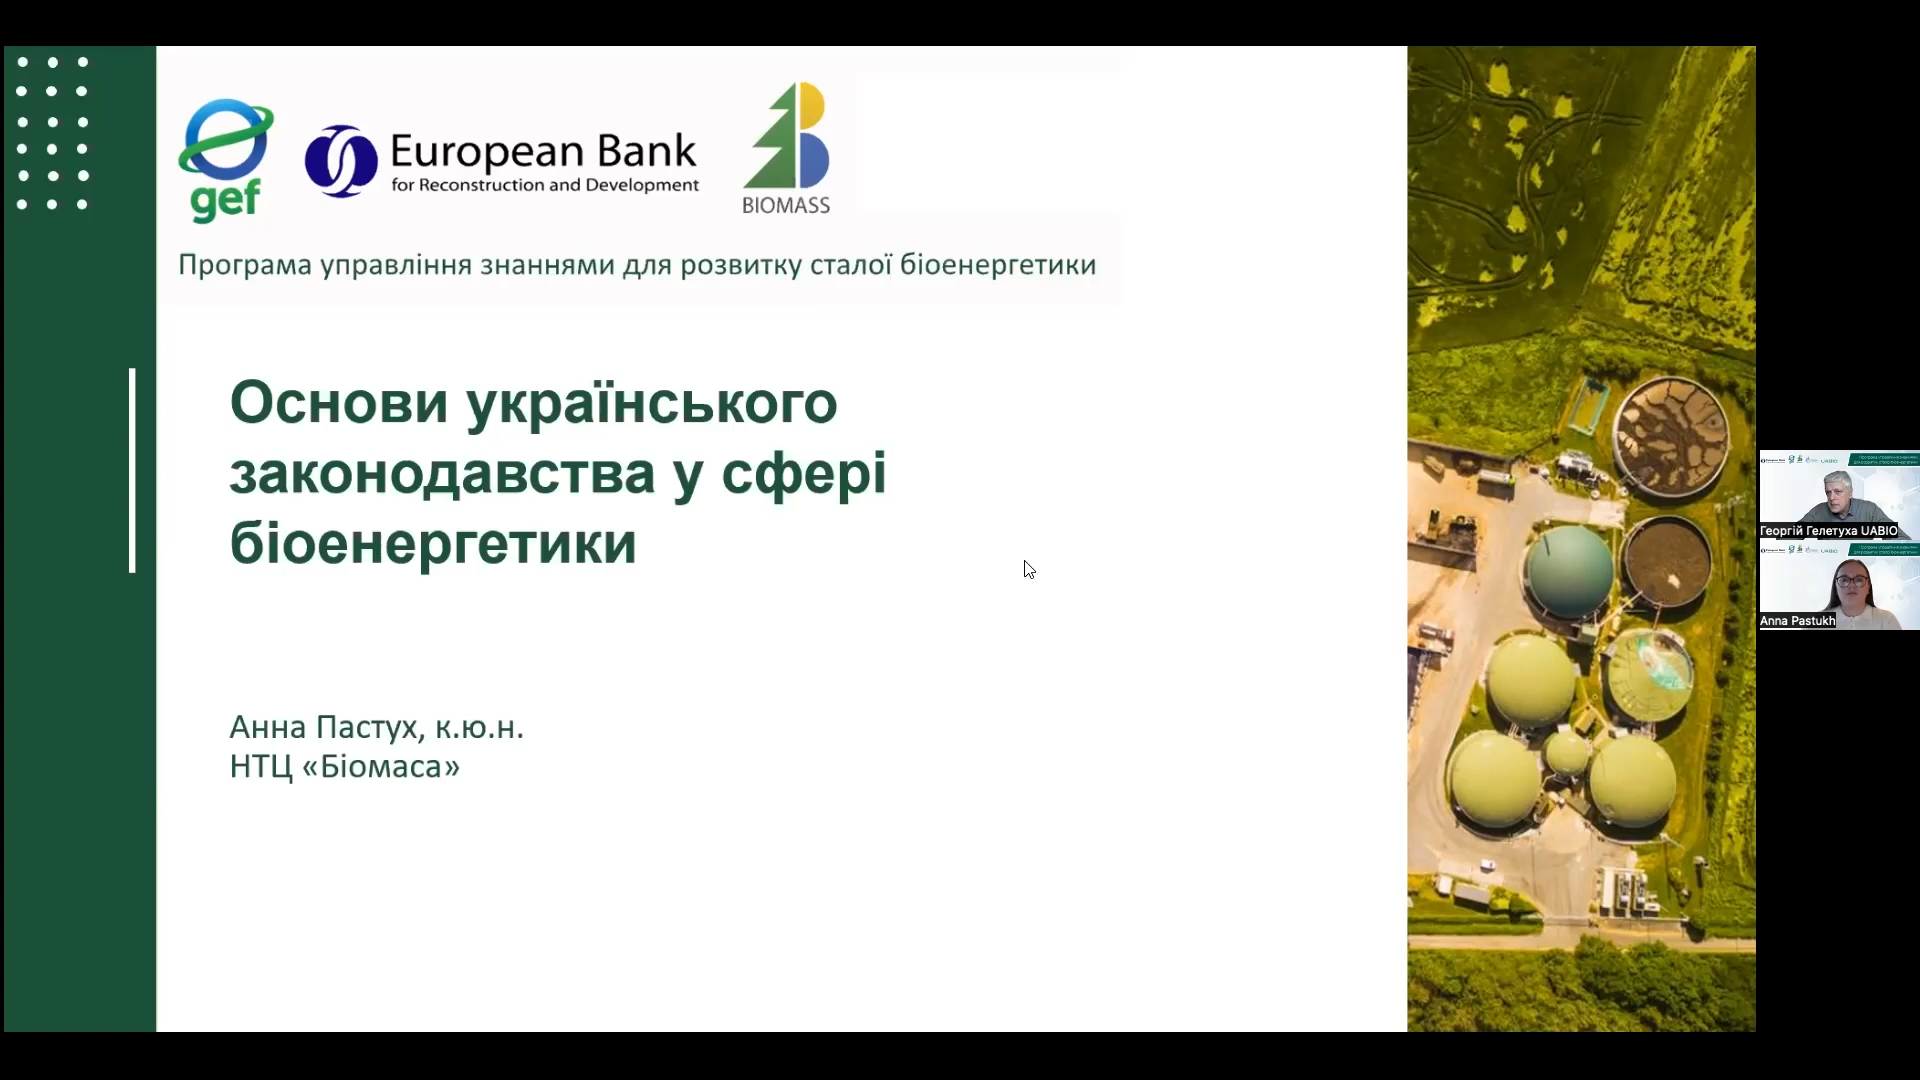 gef
European Bank
for Reconstruction and Development
BIOMASS
Програма управління знаннями для розвитку сталої біоенергетики
Основи українського
законодавства у сфері
біоенергетики
Анна Пастух, к.ю.н.
НТЦ «Біомаса»
Георгій Гелетуха UABIO
Anna Pastukh